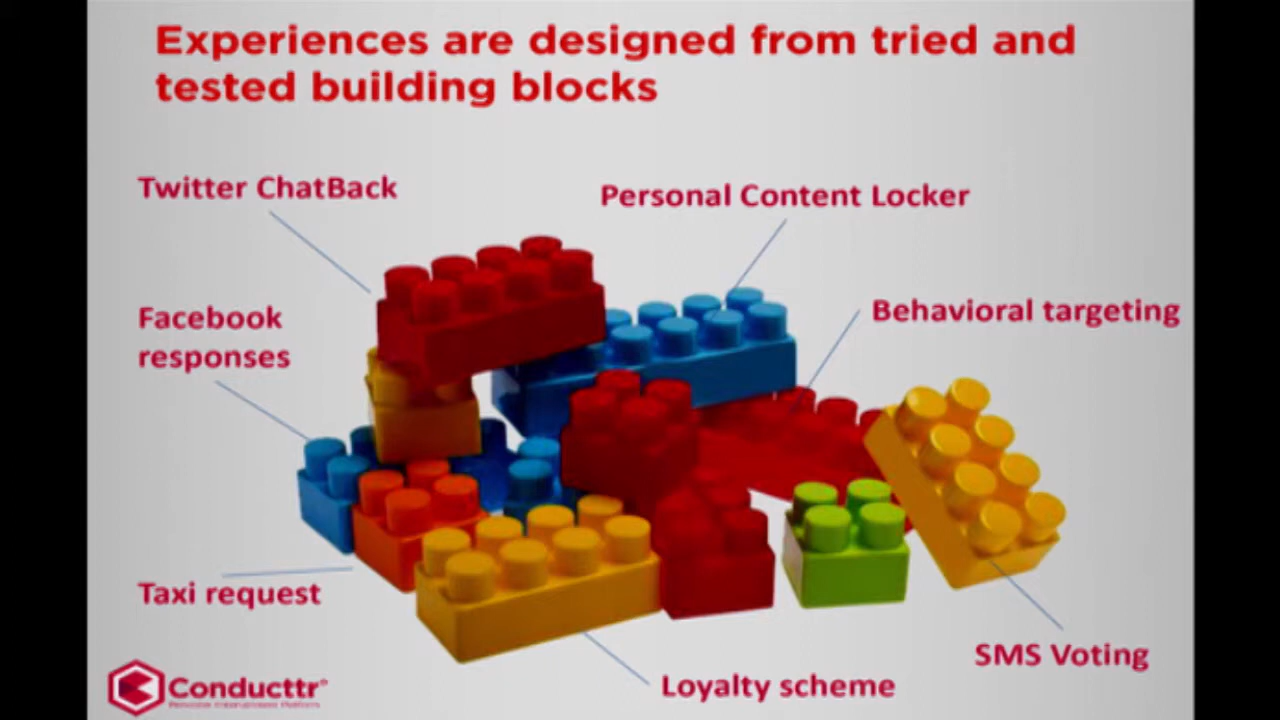 Experiences are designed from tried and
tested building blocks
Twitter ChatBack
Personal Content Locker
Facebook
responses
Behavioral targeting
Taxi request
SMS Voting
Loyalty scheme
Conducttr®